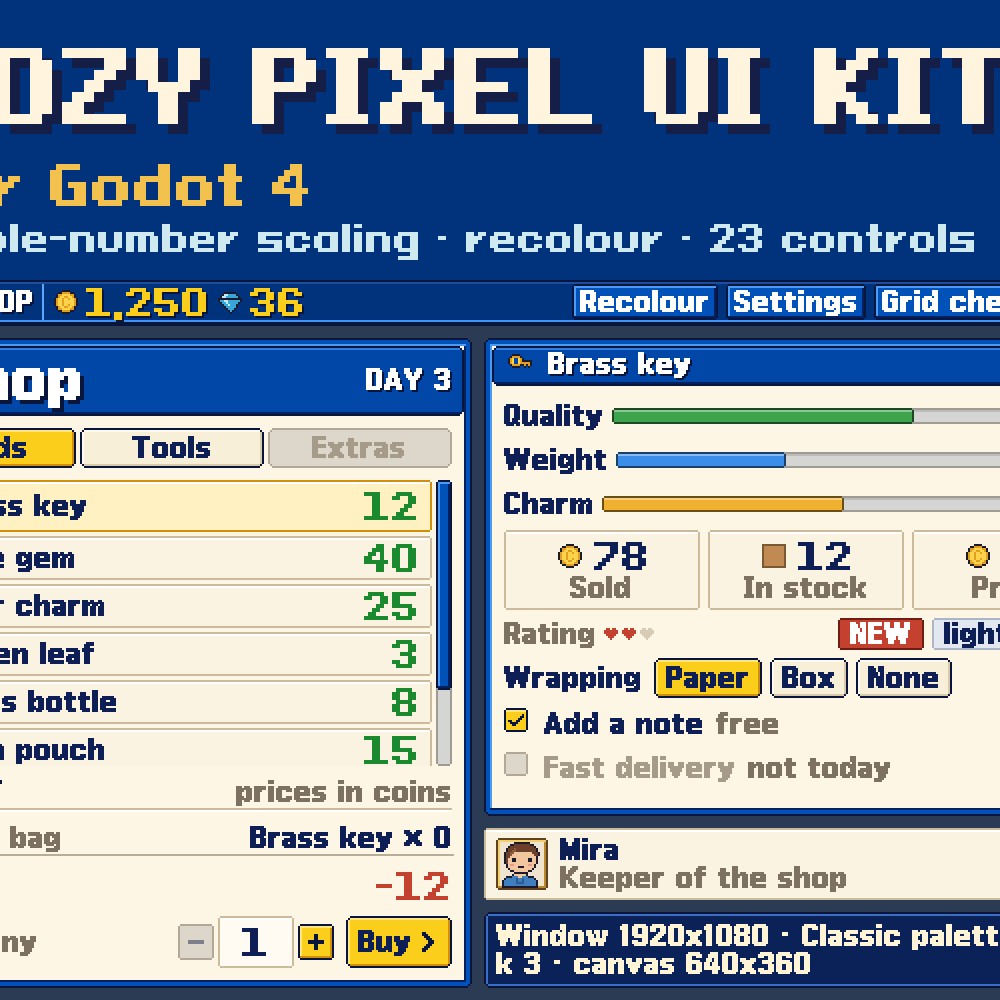 OZY PIXEL UI KIT
r Godot 4
ole-number scaling · recolour · 23 controls
OP 1,250 36 Recolour Settings Grid che
hop DAY 3
ds Tools Extras
ss key 12
e gem 40
r charm 25
en leaf 3
s bottle 8
n pouch 15
prices in coins
bag Brass key × 0
-12
ny − 1 + Buy >
Brass key
Quality
Weight
Charm
78 12
Sold In stock Pr
Rating NEW light
Wrapping Paper Box None
Add a note free
Fast delivery not today
Mira
Keeper of the shop
Window 1920x1080 · Classic palett
k 3 · canvas 640x360